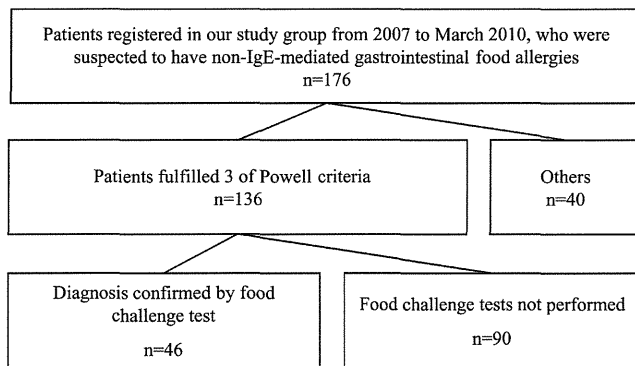 Patients registered in our study group from 2007 to March 2010, who were
suspected to have non-IgE-mediated gastrointestinal food allergies
n=176
Patients fulfilled 3 of Powell criteria
n=136
Others
n=40
Diagnosis confirmed by food
challenge test
n=46
Food challenge tests not performed
n=90